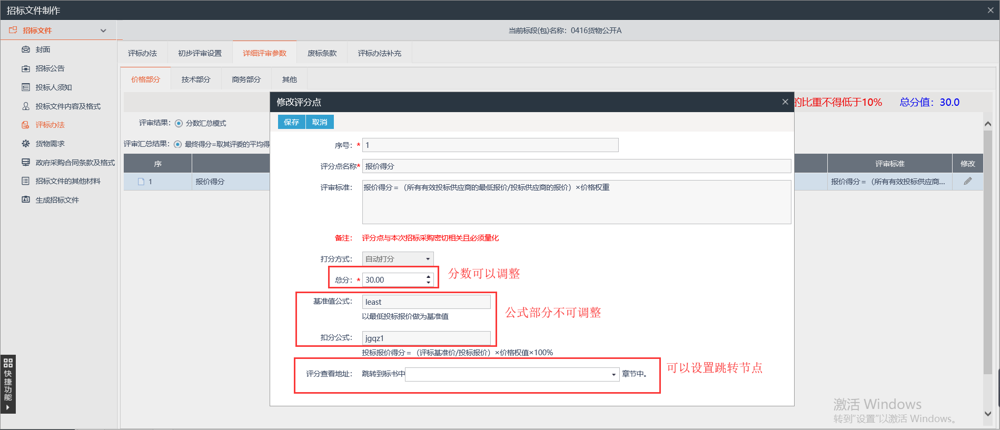 招标文件制作
招标文件
当前标段(包)名称：0416货物公开A
封面
招标公告
投标人须知
投标文件内容及格式
评标办法
货物需求
政府采购合同条款及格式
招标文件的其他材料
生成招标文件
快捷功能
评标办法 初步评审设置 详细评审参数 废标条款 评标办法补充
价格部分 技术部分 商务部分 其他
的比重不得低于10% 总分值：30.0
评审结果： 分数汇总模式
评审汇总结果： 最终得分=取其评委的平均得
序 评审标准 修改
1 报价得分 报价得分＝（所有有效投标供应商...
修改评分点
保存 取消
序号：* 1
评分点名称* 报价得分
评审标准： 报价得分＝（所有有效投标供应商的最低报价/投标供应商的报价）×价格权重
备注： 评分点与本次招标采购密切相关且必须量化
打分方式： 自动打分
总分：* 30.00 分数可以调整
基准值公式： least
以最低投标报价做为基准值
公式部分不可调整
扣分公式： jgqz1
投标报价得分＝（评标基准价/投标报价）×价格权值×100%
评分查看地址： 跳转到标书中 章节中。
可以设置跳转节点
激活 Windows
转到“设置”以激活 Windows。